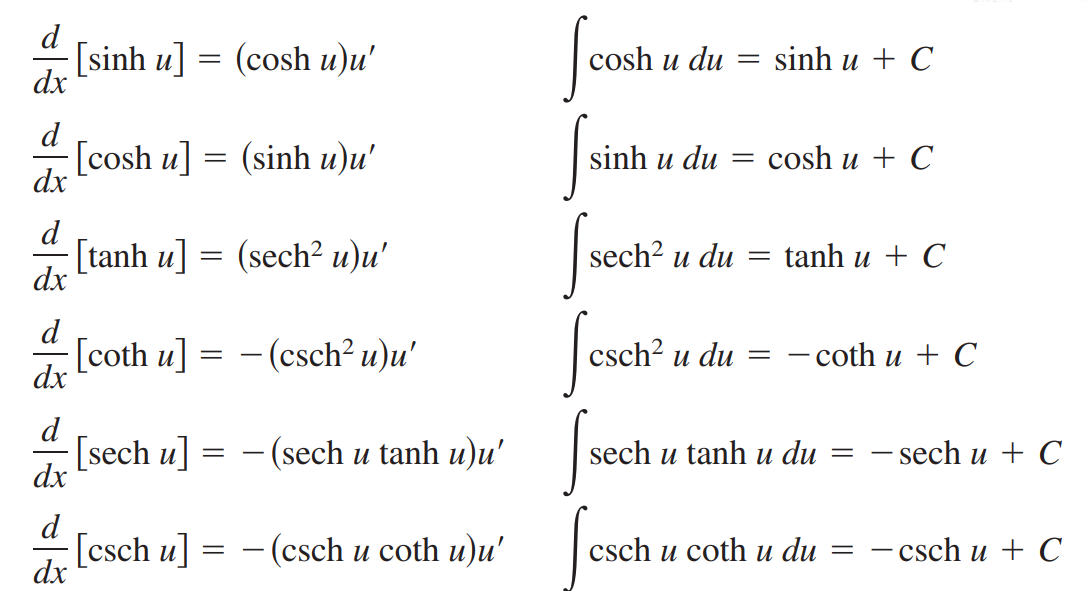 d/dx [sinh u] = (cosh u)u′ ∫ cosh u du = sinh u + C
d/dx [cosh u] = (sinh u)u′ ∫ sinh u du = cosh u + C
d/dx [tanh u] = (sech² u)u′ ∫ sech² u du = tanh u + C
d/dx [coth u] = −(csch² u)u′ ∫ csch² u du = −coth u + C
d/dx [sech u] = −(sech u tanh u)u′ ∫ sech u tanh u du = −sech u + C
d/dx [csch u] = −(csch u coth u)u′ ∫ csch u coth u du = −csch u + C